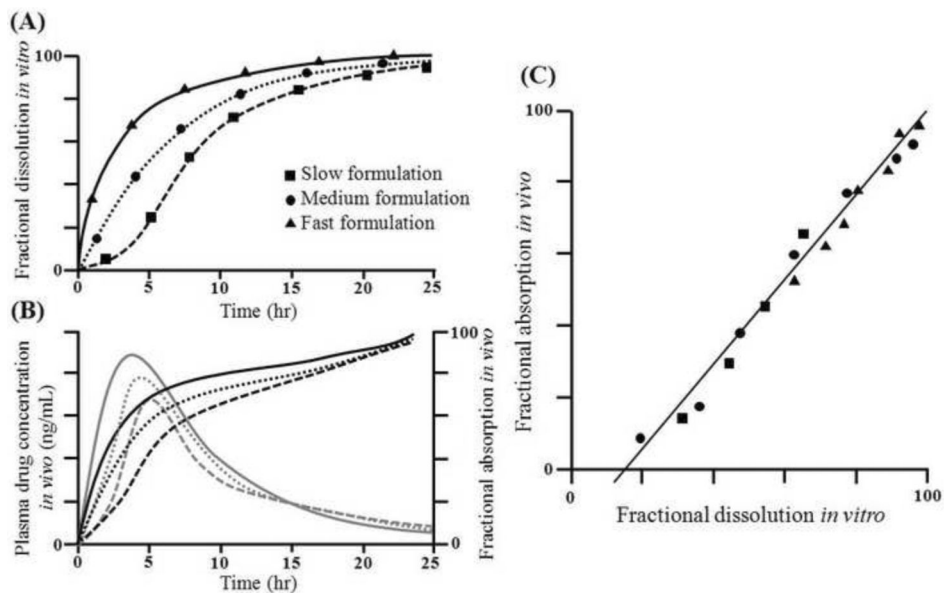 (A)
Fractional dissolution in vitro
100
0
Slow formulation
Medium formulation
Fast formulation
0 5 10 15 20 25
Time (hr)
(B)
Plasma drug concentration
in vivo (ng/mL)
0
100
0
Fractional absorption in vivo
0 5 10 15 20 25
Time (hr)
(C)
Fractional absorption in vivo
100
0
0 100
Fractional dissolution in vitro